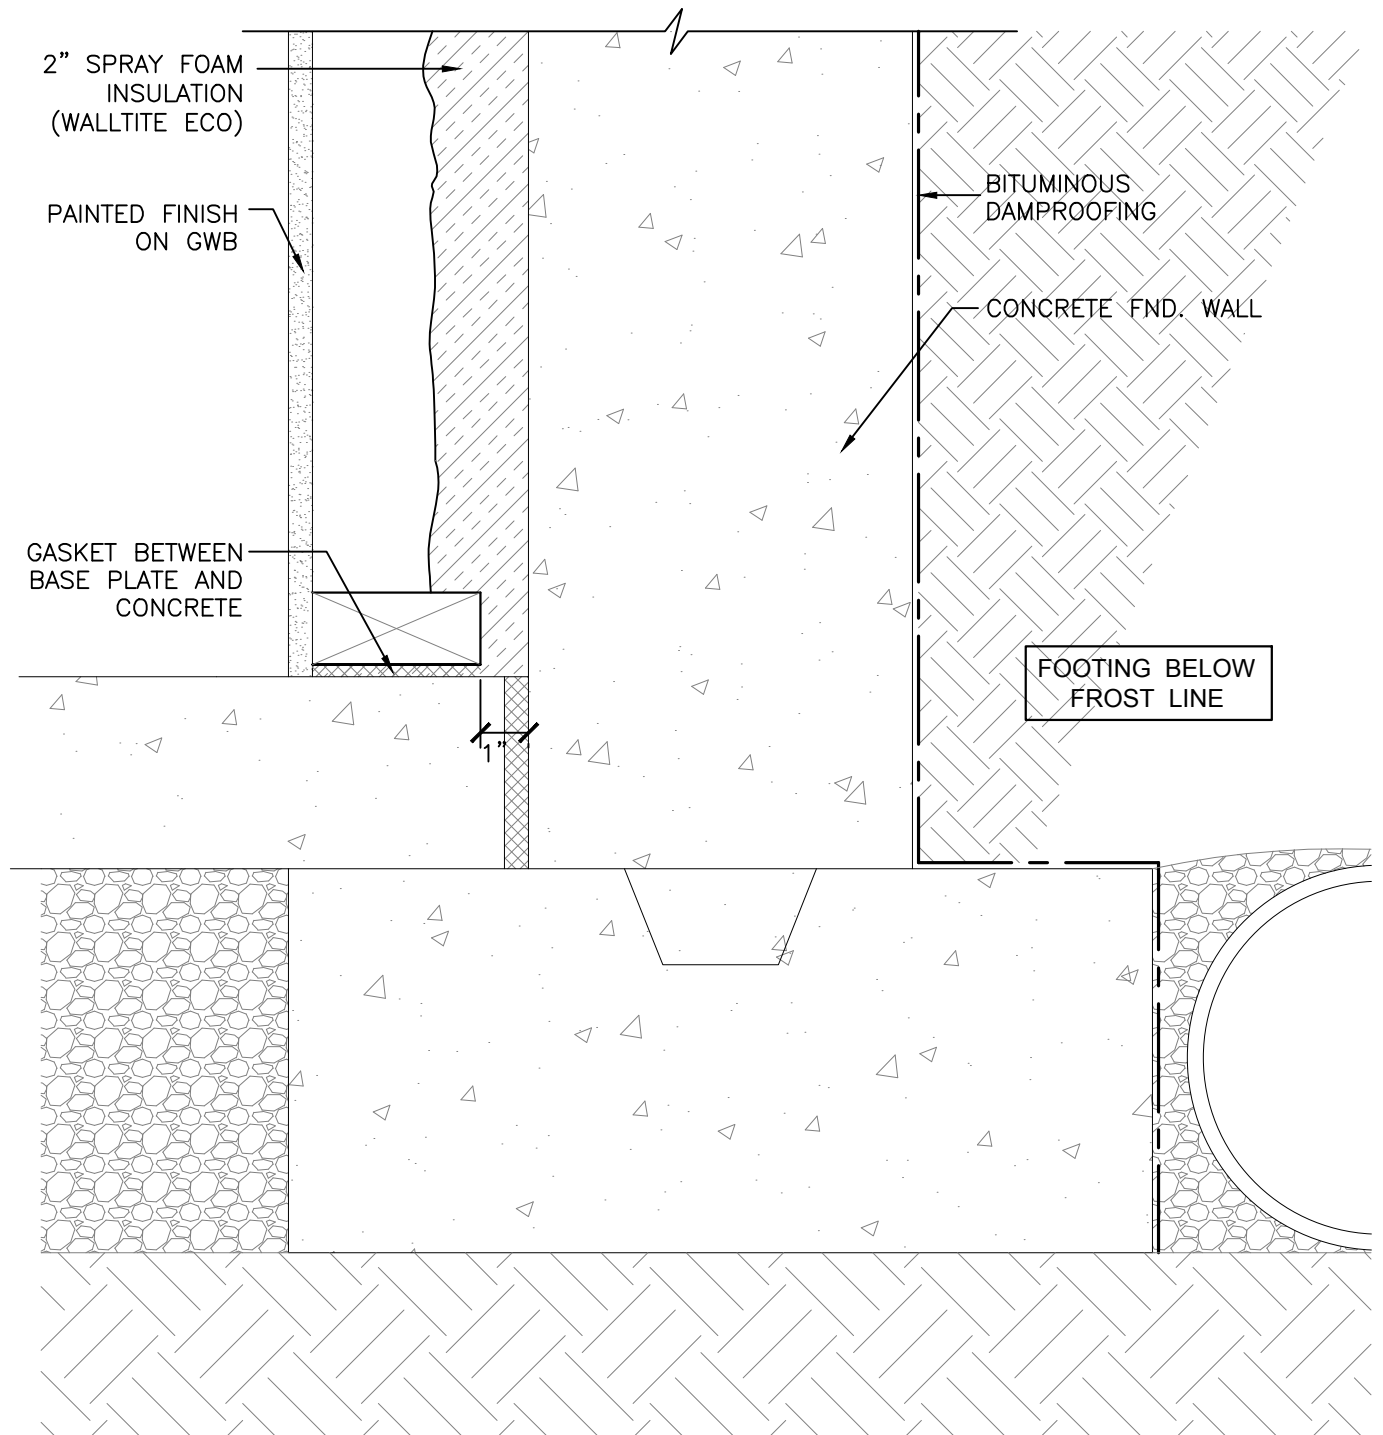 2” SPRAY FOAM
INSULATION
(WALLTITE ECO)
PAINTED FINISH
ON GWB
BITUMINOUS
DAMPROOFING
CONCRETE FND. WALL
GASKET BETWEEN
BASE PLATE AND
CONCRETE
FOOTING BELOW
FROST LINE
1”